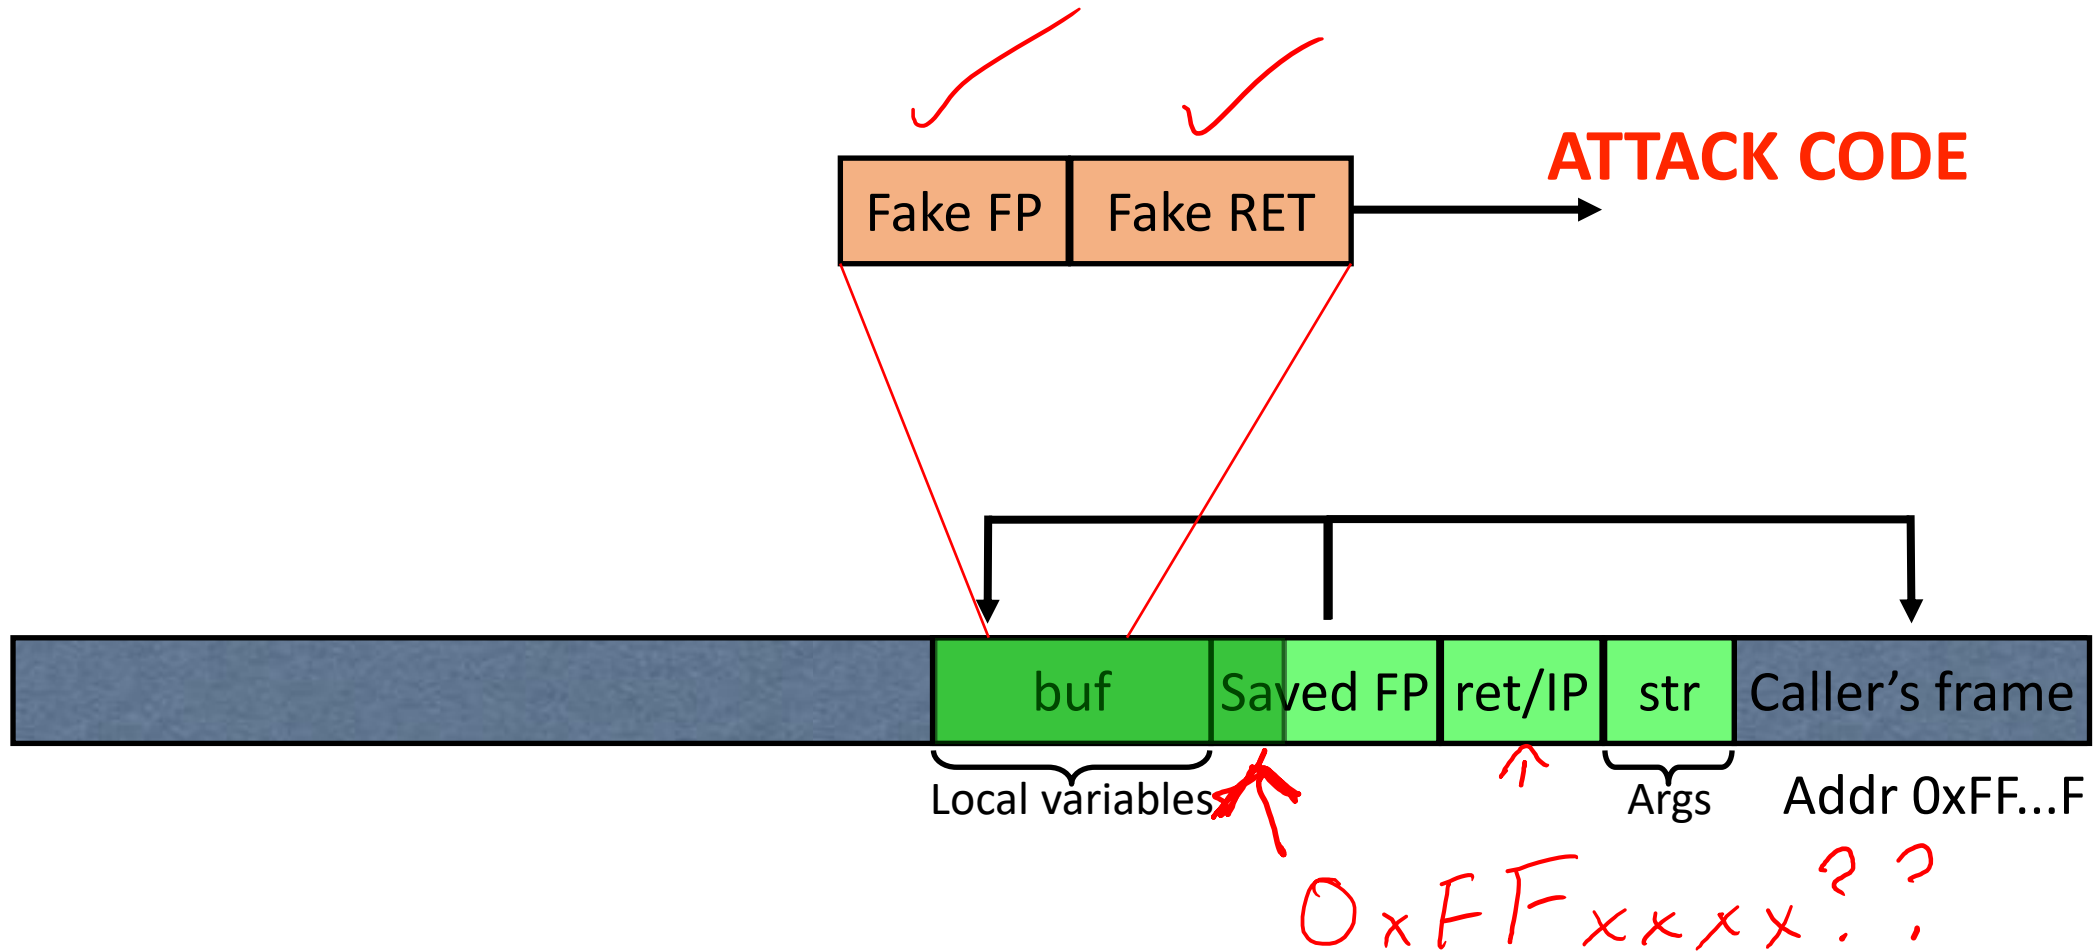 ATTACK CODE
Fake FP Fake RET
buf Saved FP ret/IP str Caller's frame
Local variables Args Addr 0xFF...F
0xFFxxxx??